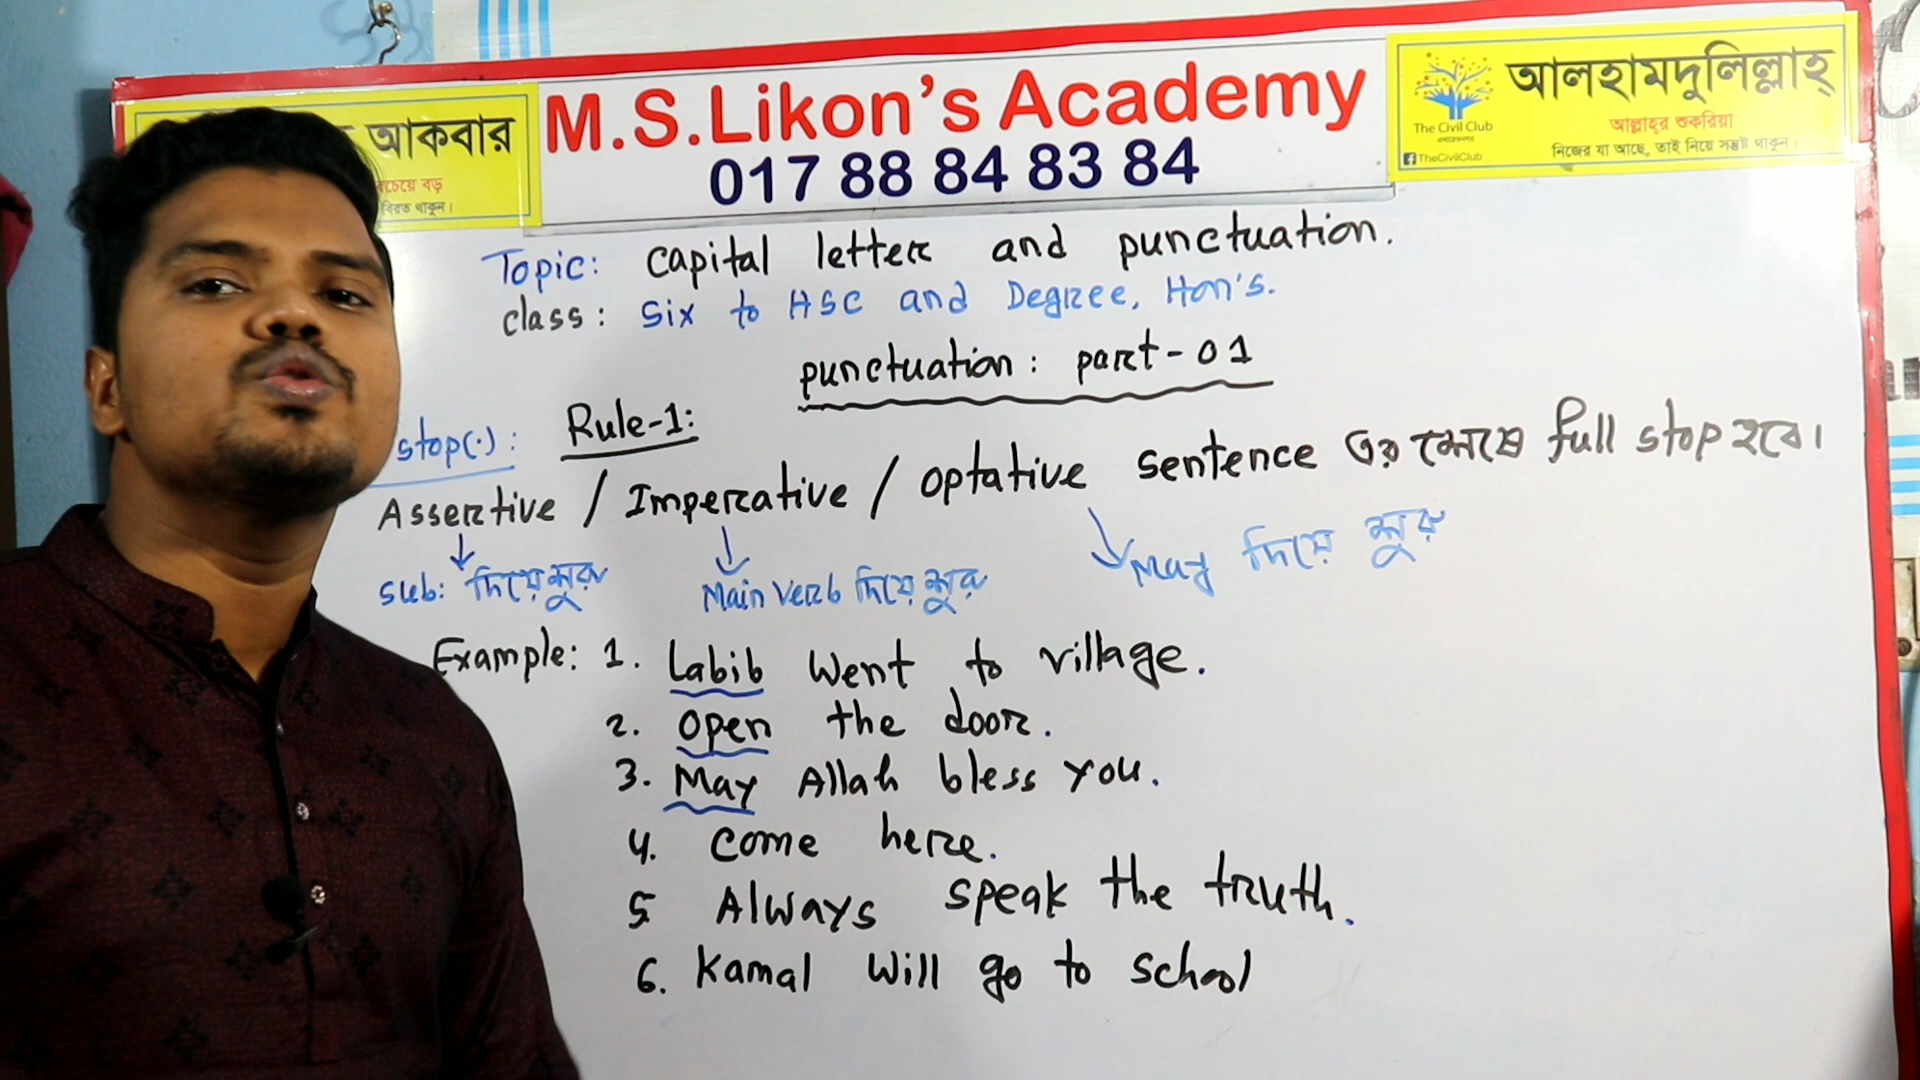 আকবার
M.S.Likon’s Academy
017 88 84 83 84
আলহামদুলিল্লাহ্
আল্লাহ্‌র শুকরিয়া
নিজের যা আছে, তাই নিয়ে সন্তুষ্ট থাকুন।
The Civil Club
TheCivilClub
বিরত থাকুন।
Topic: capital letter and punctuation.
class: Six to HSC and Degree, Hon's.
punctuation: part-01
stop(.): Rule-1:
Assertive / Imperative / optative sentence এর শেষে full stop হবে।
sub: দিয়ে শুরু Main verb দিয়ে শুরু May দিয়ে শুরু
Example: 1. Labib went to village.
2. Open the door.
3. May Allah bless you.
4. come here.
5 Always speak the truth.
6. Kamal will go to school